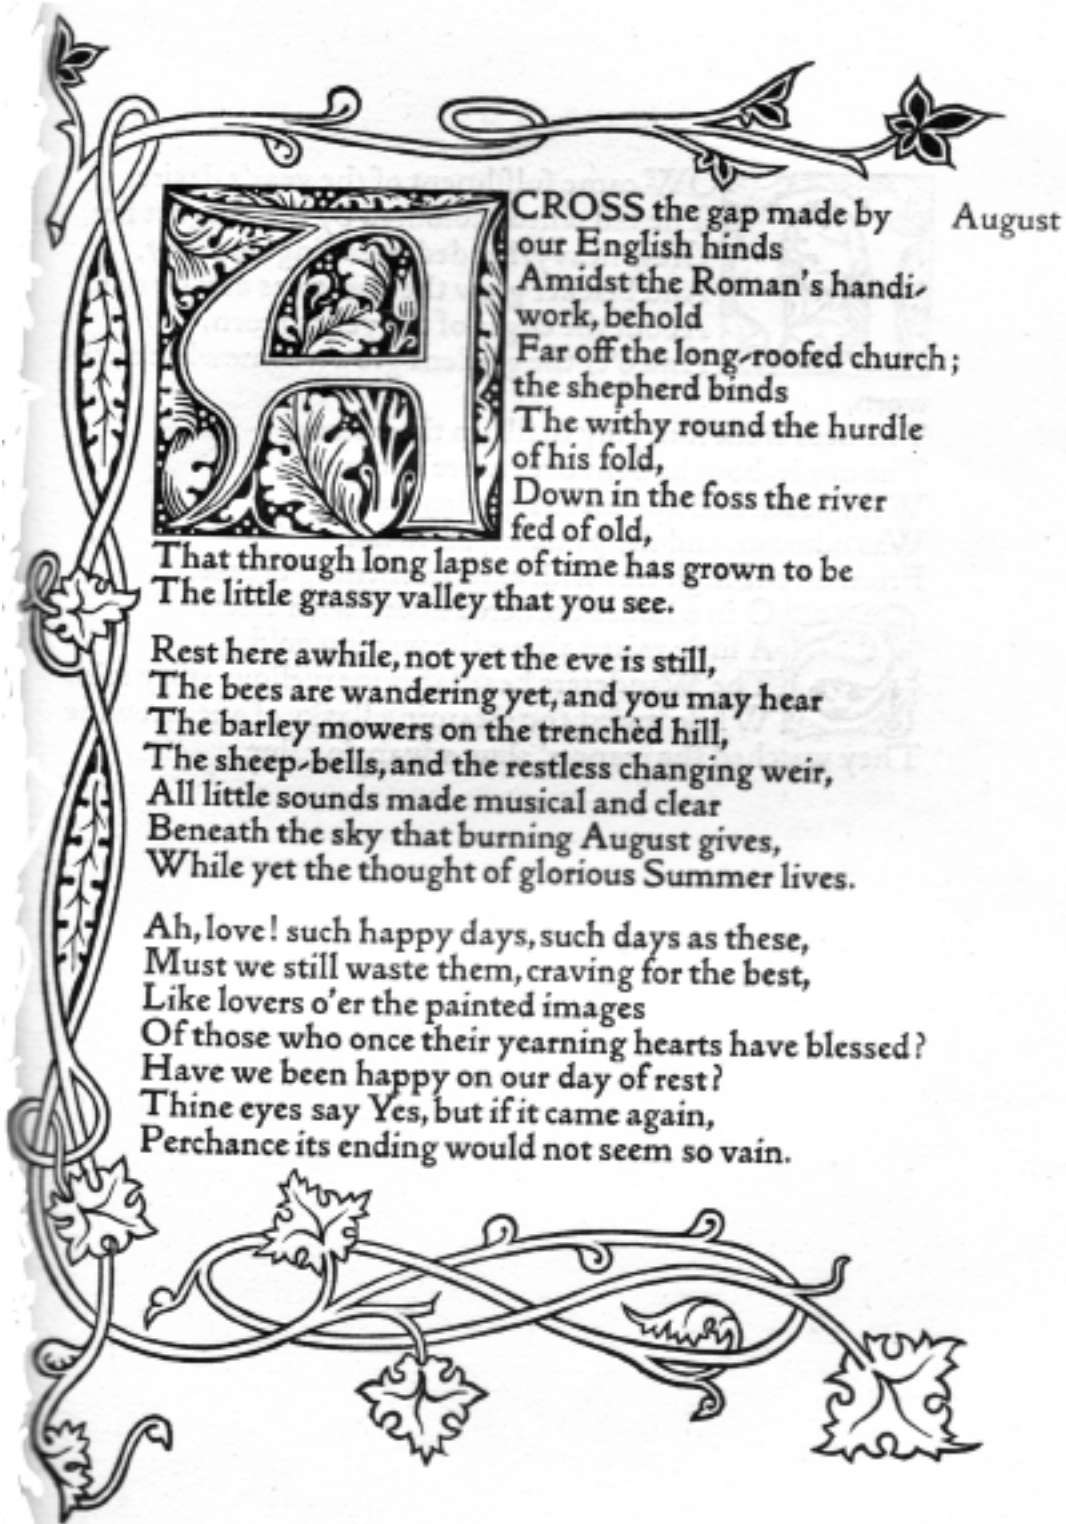 ACROSS the gap made by
our English hinds
August
Amidst the Roman's handi-
work, behold
Far off the long-roofed church;
the shepherd binds
The withy round the hurdle
of his fold,
Down in the foss the river
fed of old,
That through long lapse of time has grown to be
The little grassy valley that you see.
Rest here awhile, not yet the eve is still,
The bees are wandering yet, and you may hear
The barley mowers on the trenchèd hill,
The sheep-bells, and the restless changing weir,
All little sounds made musical and clear
Beneath the sky that burning August gives,
While yet the thought of glorious Summer lives.
Ah, love! such happy days, such days as these,
Must we still waste them, craving for the best,
Like lovers o'er the painted images
Of those who once their yearning hearts have blessed?
Have we been happy on our day of rest?
Thine eyes say Yes, but if it came again,
Perchance its ending would not seem so vain.